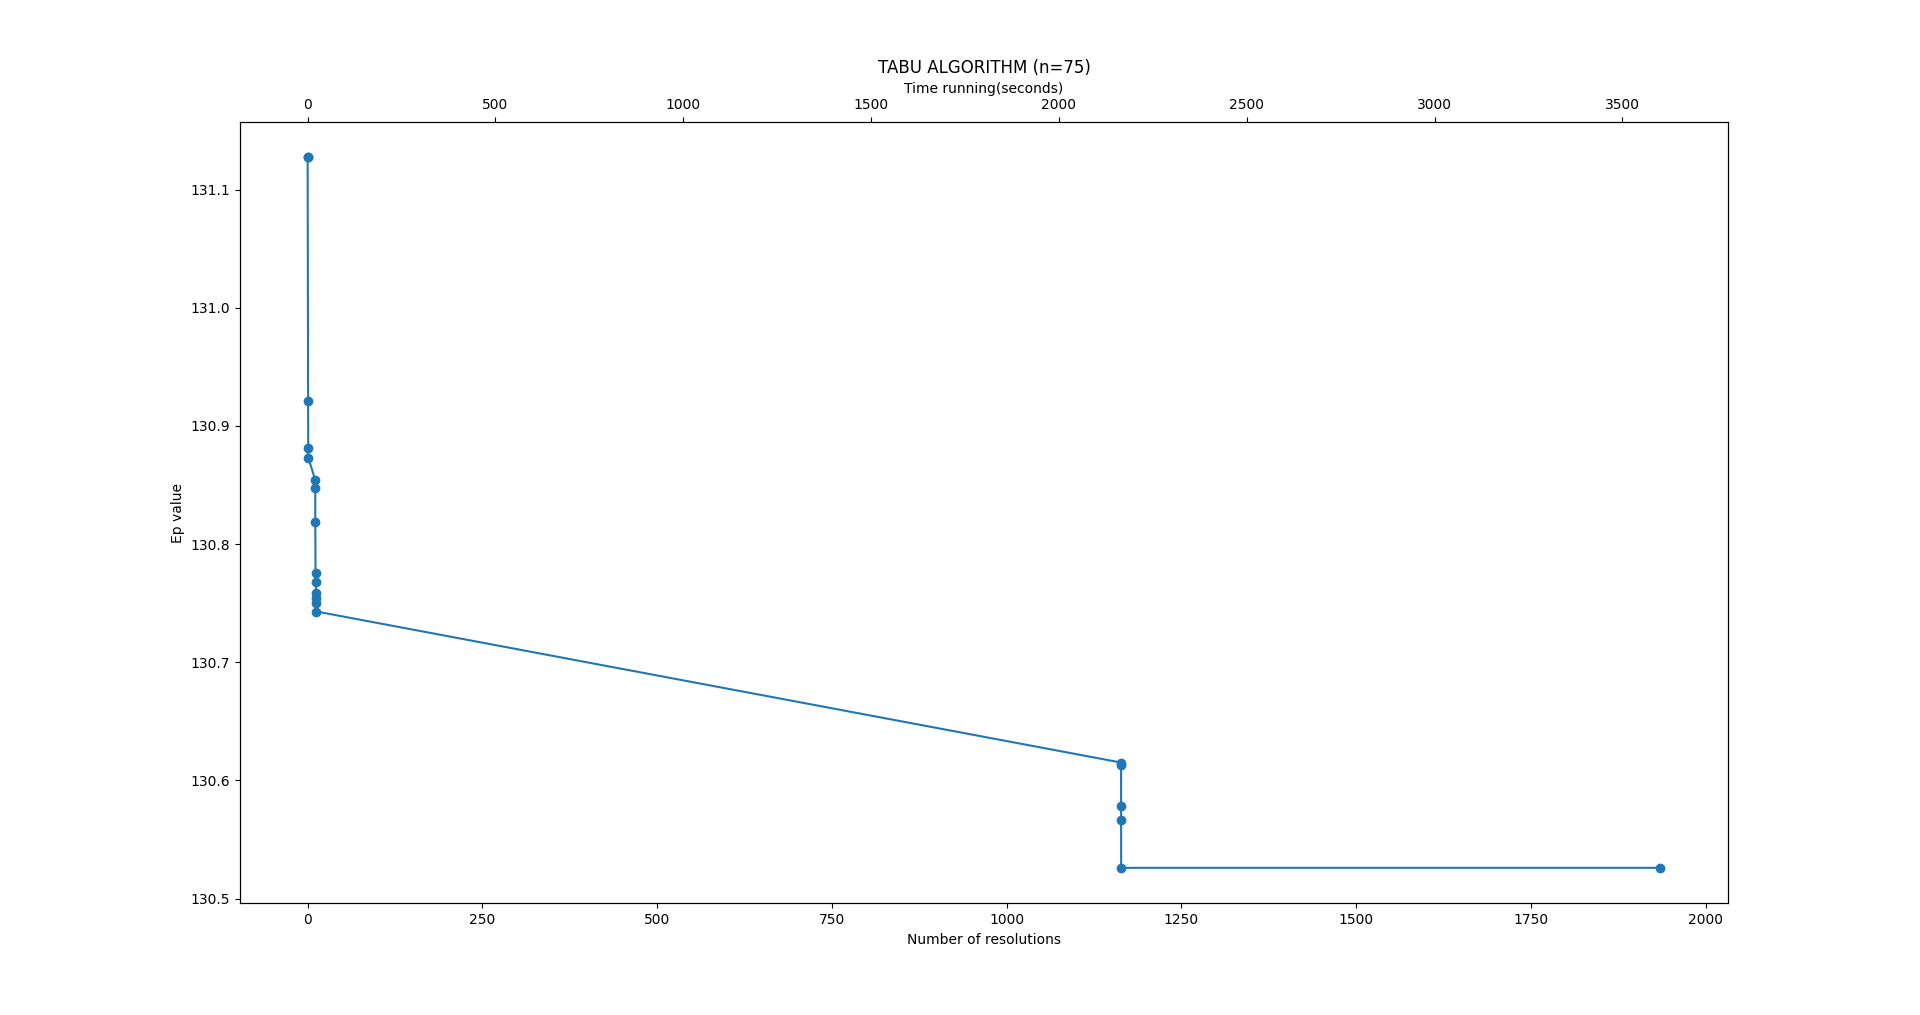 TABU ALGORITHM (n=75)
Time running(seconds)
0 500 1000 1500 2000 2500 3000 3500
131.1
131.0
130.9
130.8
130.7
130.6
130.5
Ep value
0 250 500 750 1000 1250 1500 1750 2000
Number of resolutions